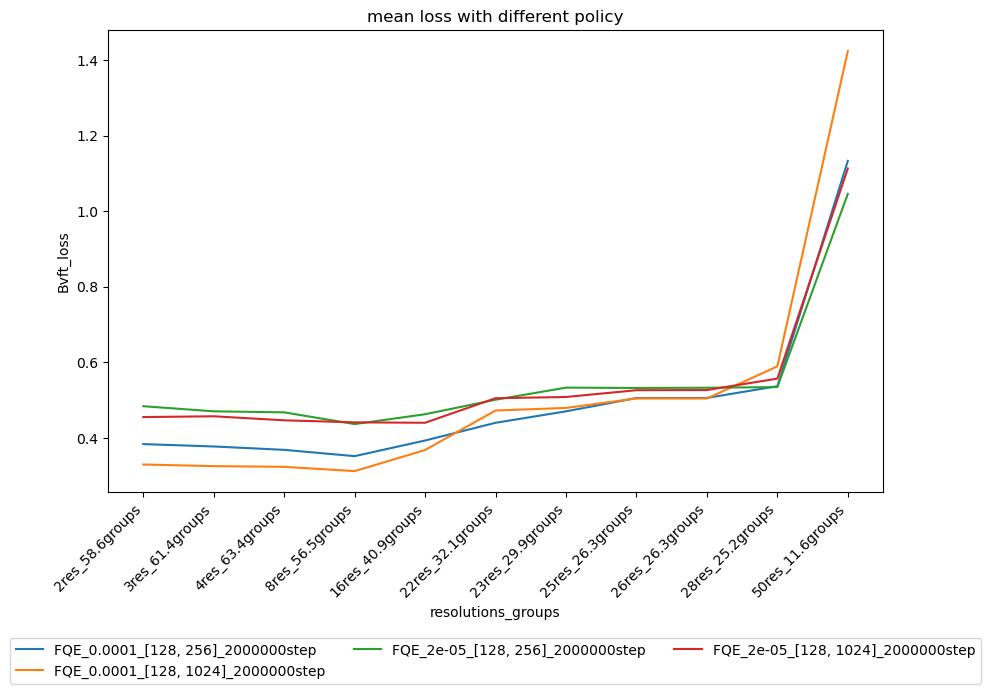 mean loss with different policy
1.4
1.2
1.0
0.8
0.6
0.4
Bvft_loss
2res_58.6groups
3res_61.4groups
4res_63.4groups
8res_56.5groups
16res_40.9groups
22res_32.1groups
23res_29.9groups
25res_26.3groups
26res_26.3groups
28res_25.2groups
50res_11.6groups
resolutions_groups
FQE_0.0001_[128, 256]_2000000step
FQE_0.0001_[128, 1024]_2000000step
FQE_2e-05_[128, 256]_2000000step
FQE_2e-05_[128, 1024]_2000000step